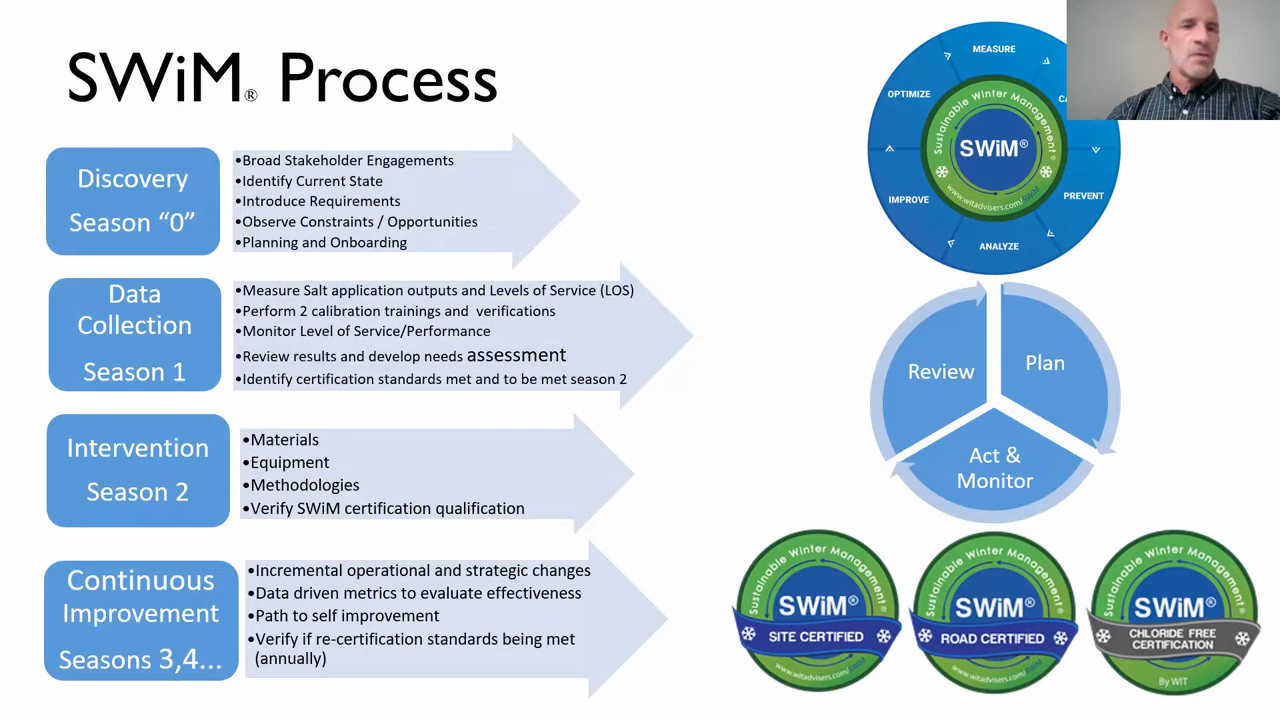 SWiM® Process
Discovery
Season “0”
•Broad Stakeholder Engagements
•Identify Current State
•Introduce Requirements
•Observe Constraints / Opportunities
•Planning and Onboarding
Data
Collection
Season 1
•Measure Salt application outputs and Levels of Service (LOS)
•Perform 2 calibration trainings and verifications
•Monitor Level of Service/Performance
•Review results and develop needs assessment
•Identify certification standards met and to be met season 2
Intervention
Season 2
•Materials
•Equipment
•Methodologies
•Verify SWiM certification qualification
Continuous
Improvement
Seasons 3,4...
•Incremental operational and strategic changes
•Data driven metrics to evaluate effectiveness
•Path to self improvement
•Verify if re-certification standards being met
(annually)
MEASURE
PREVENT
ANALYZE
IMPROVE
OPTIMIZE
Sustainable Winter Management®
SWiM®
www.witadvisers.com/SWiM
Review
Plan
Act &
Monitor
Sustainable Winter Management®
SWiM®
SITE CERTIFIED
www.witadvisers.com/SWiM
Sustainable Winter Management®
SWiM®
ROAD CERTIFIED
www.witadvisers.com/SWiM
Sustainable Winter Management®
SWiM®
CHLORIDE FREE
CERTIFICATION
By WIT